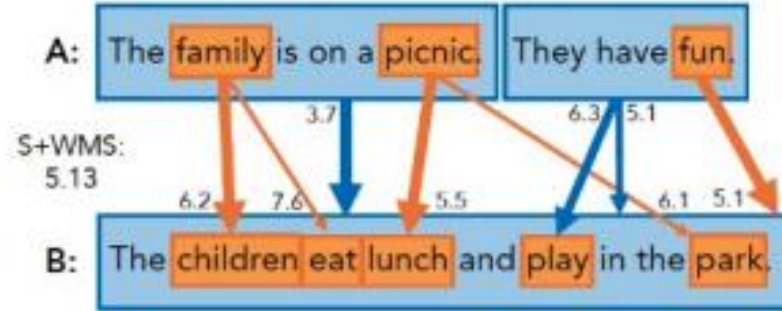 A: The family is on a picnic. They have fun.
3.7 6.3 5.1
S+WMS:
5.13
6.2 7.6 5.5 6.1 5.1
B: The children eat lunch and play in the park.